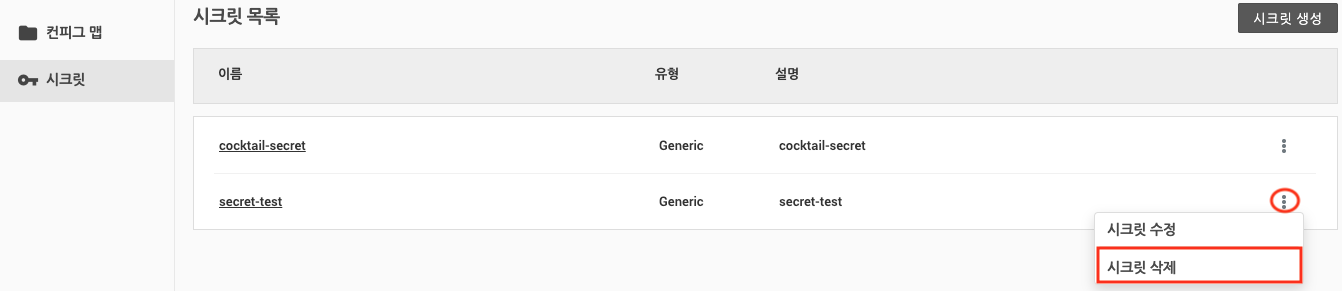 시크릿 목록
시크릿 생성
컨피그 맵
시크릿
이름 유형 설명
cocktail-secret Generic cocktail-secret
secret-test Generic secret-test
시크릿 수정
시크릿 삭제